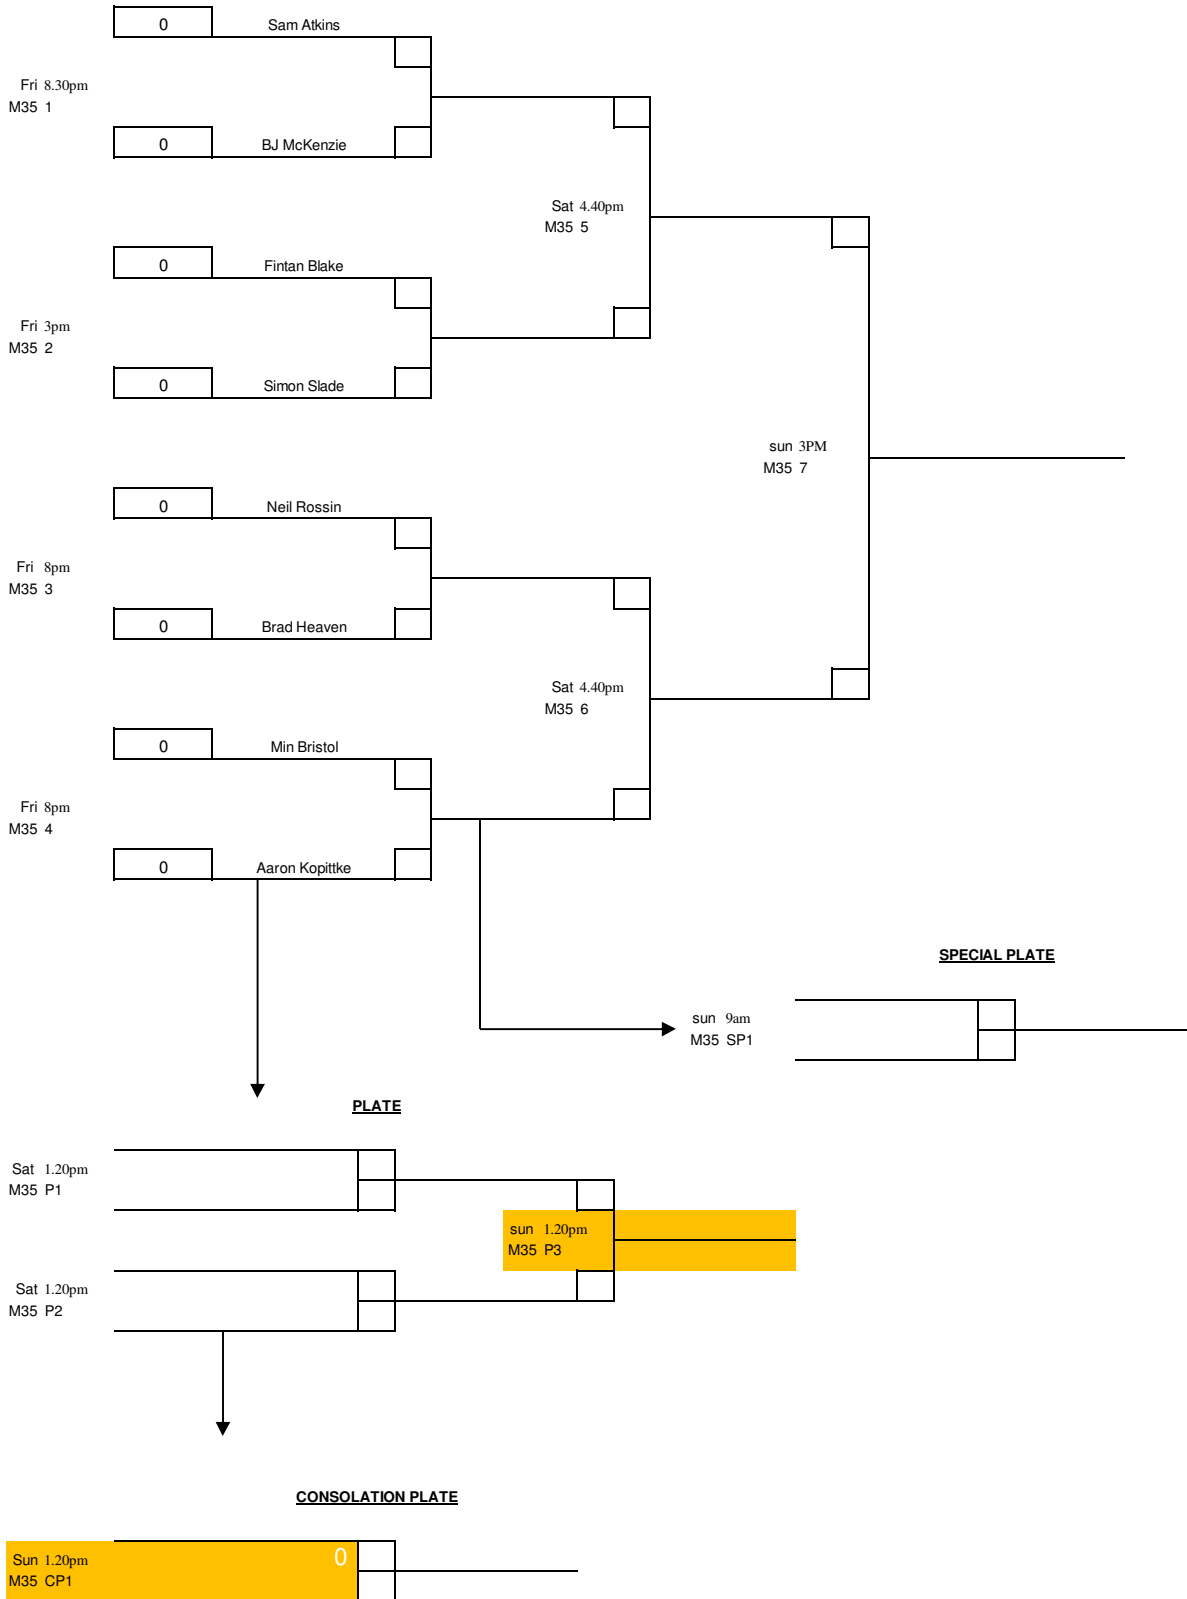 0 Sam Atkins
Fri 8.30pm
M35 1
0 BJ McKenzie
Sat 4.40pm
M35 5
0 Fintan Blake
Fri 3pm
M35 2
0 Simon Slade
sun 3PM
M35 7
0 Neil Rossin
Fri 8pm
M35 3
0 Brad Heaven
Sat 4.40pm
M35 6
0 Min Bristol
Fri 8pm
M35 4
0 Aaron Kopittke
SPECIAL PLATE
sun 9am
M35 SP1
PLATE
Sat 1.20pm
M35 P1
sun 1.20pm
M35 P3
Sat 1.20pm
M35 P2
CONSOLATION PLATE
Sun 1.20pm 0
M35 CP1